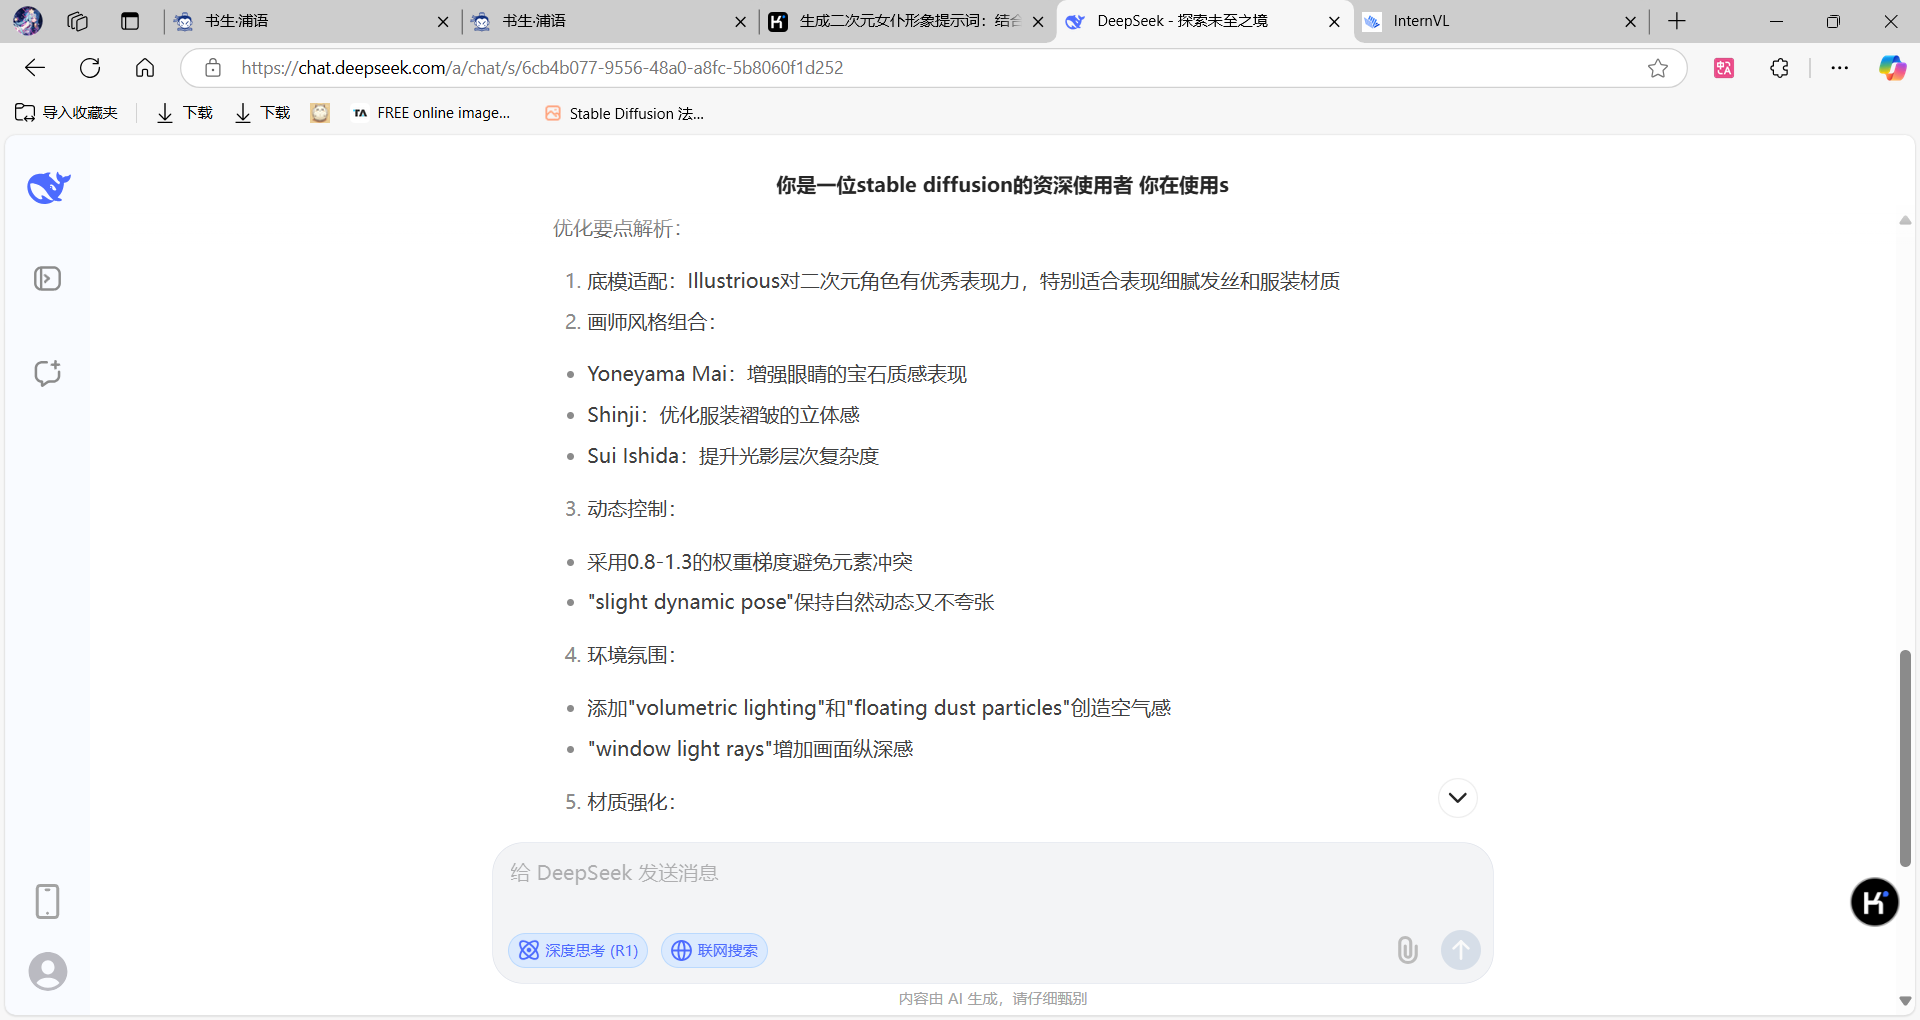 书生·浦语
书生·浦语
生成二次元女仆形象提示词：结合
DeepSeek - 探索未至之境
InternVL
https://chat.deepseek.com/a/chat/s/6cb4b077-9556-48a0-a8fc-5b8060f1d252
导入收藏夹
下载
下载
TA FREE online image...
Stable Diffusion 法...
你是一位stable diffusion的资深使用者 你在使用s
优化要点解析：
1. 底模适配：Illustrious对二次元角色有优秀表现力，特别适合表现细腻发丝和服装材质
2. 画师风格组合：
• Yoneyama Mai：增强眼睛的宝石质感表现
• Shinji：优化服装褶皱的立体感
• Sui Ishida：提升光影层次复杂度
3. 动态控制：
• 采用0.8-1.3的权重梯度避免元素冲突
• "slight dynamic pose"保持自然动态又不夸张
4. 环境氛围：
• 添加"volumetric lighting"和"floating dust particles"创造空气感
• "window light rays"增加画面纵深感
5. 材质强化：
给 DeepSeek 发送消息
深度思考 (R1)
联网搜索
内容由 AI 生成，请仔细甄别